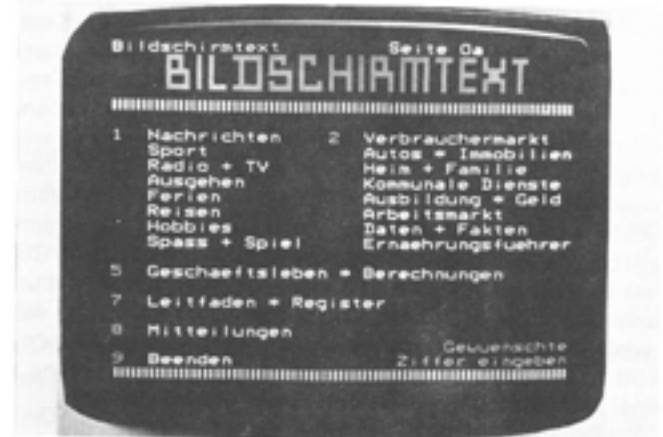 Bildschirmtext Seite 0a
BILDSCHIRMTEXT
1 Nachrichten
Sport
Radio + TV
Ausgehen
Ferien
Reisen
Hobbies
Spass + Spiel
2 Verbrauchermarkt
Autos * Immobilien
Heim + Familie
Kommunale Dienste
Ausbildung * Geld
Arbeitsmarkt
Daten + Fakten
Ernaehrungsfuehrer
5 Geschaeftsleben * Berechnungen
7 Leitfaden * Register
8 Mitteilungen
9 Beenden
Gewuenschte
Ziffer eingeben